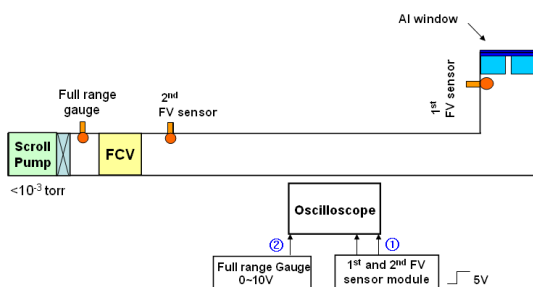 Al window
Full range
gauge
2nd
FV sensor
1st
FV sensor
Scroll
Pump
FCV
<10-3 torr
Oscilloscope
②
①
Full range Gauge
0~10V
1st and 2nd FV
sensor module
5V